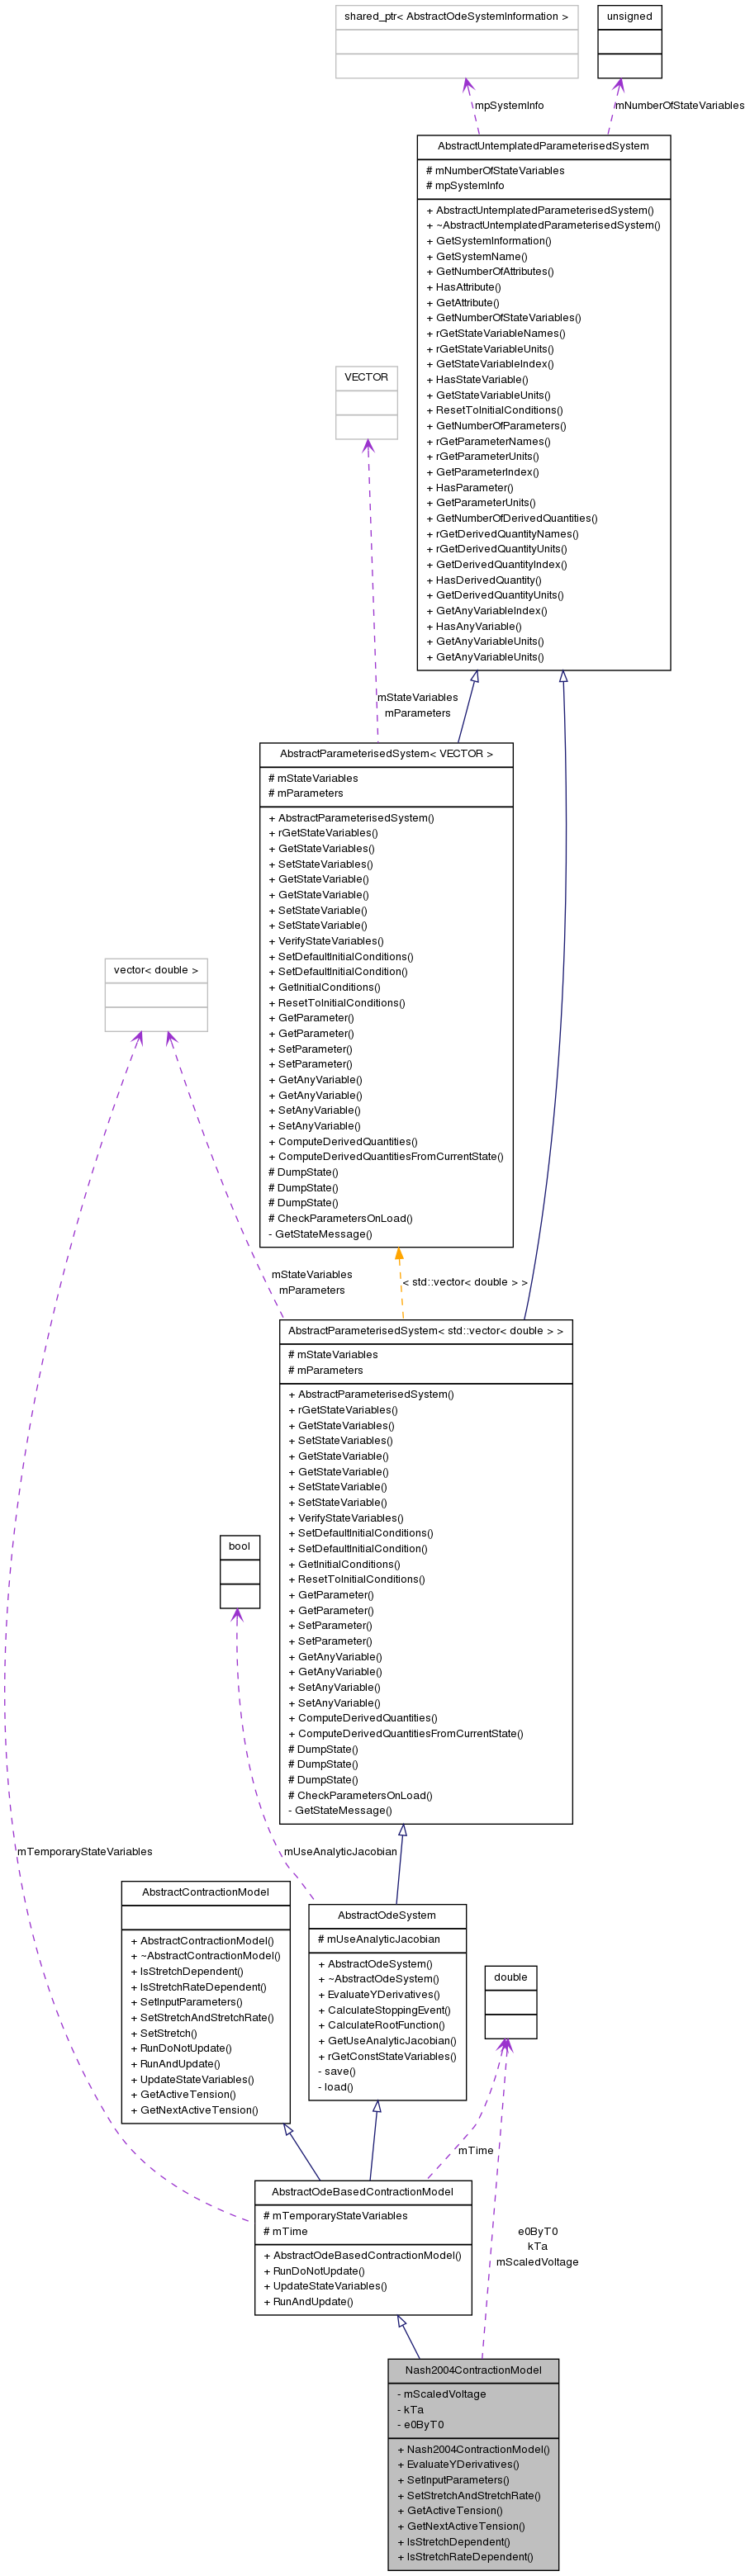 shared_ptr< AbstractOdeSystemInformation >
unsigned
mpSystemInfo
mNumberOfStateVariables
AbstractUntemplatedParameterisedSystem
# mNumberOfStateVariables
# mpSystemInfo
+ AbstractUntemplatedParameterisedSystem()
+ ~AbstractUntemplatedParameterisedSystem()
+ GetSystemInformation()
+ GetSystemName()
+ GetNumberOfAttributes()
+ HasAttribute()
+ GetAttribute()
+ GetNumberOfStateVariables()
+ rGetStateVariableNames()
+ rGetStateVariableUnits()
+ GetStateVariableIndex()
+ HasStateVariable()
+ GetStateVariableUnits()
+ ResetToInitialConditions()
+ GetNumberOfParameters()
+ rGetParameterNames()
+ rGetParameterUnits()
+ GetParameterIndex()
+ HasParameter()
+ GetParameterUnits()
+ GetNumberOfDerivedQuantities()
+ rGetDerivedQuantityNames()
+ rGetDerivedQuantityUnits()
+ GetDerivedQuantityIndex()
+ HasDerivedQuantity()
+ GetDerivedQuantityUnits()
+ GetAnyVariableIndex()
+ HasAnyVariable()
+ GetAnyVariableUnits()
+ GetAnyVariableUnits()
VECTOR
mStateVariables
mParameters
AbstractParameterisedSystem< VECTOR >
# mStateVariables
# mParameters
+ AbstractParameterisedSystem()
+ rGetStateVariables()
+ GetStateVariables()
+ SetStateVariables()
+ GetStateVariable()
+ GetStateVariable()
+ SetStateVariable()
+ SetStateVariable()
+ VerifyStateVariables()
+ SetDefaultInitialConditions()
+ SetDefaultInitialCondition()
+ GetInitialConditions()
+ ResetToInitialConditions()
+ GetParameter()
+ GetParameter()
+ SetParameter()
+ SetParameter()
+ GetAnyVariable()
+ GetAnyVariable()
+ SetAnyVariable()
+ SetAnyVariable()
+ ComputeDerivedQuantities()
+ ComputeDerivedQuantitiesFromCurrentState()
# DumpState()
# DumpState()
# DumpState()
# CheckParametersOnLoad()
- GetStateMessage()
vector< double >
mStateVariables
mParameters
< std::vector< double > >
AbstractParameterisedSystem< std::vector< double > >
# mStateVariables
# mParameters
+ AbstractParameterisedSystem()
+ rGetStateVariables()
+ GetStateVariables()
+ SetStateVariables()
+ GetStateVariable()
+ GetStateVariable()
+ SetStateVariable()
+ SetStateVariable()
+ VerifyStateVariables()
+ SetDefaultInitialConditions()
+ SetDefaultInitialCondition()
+ GetInitialConditions()
+ ResetToInitialConditions()
+ GetParameter()
+ GetParameter()
+ SetParameter()
+ SetParameter()
+ GetAnyVariable()
+ GetAnyVariable()
+ SetAnyVariable()
+ SetAnyVariable()
+ ComputeDerivedQuantities()
+ ComputeDerivedQuantitiesFromCurrentState()
# DumpState()
# DumpState()
# DumpState()
# CheckParametersOnLoad()
- GetStateMessage()
bool
mTemporaryStateVariables
mUseAnalyticJacobian
AbstractContractionModel
+ AbstractContractionModel()
+ ~AbstractContractionModel()
+ IsStretchDependent()
+ IsStretchRateDependent()
+ SetInputParameters()
+ SetStretchAndStretchRate()
+ SetStretch()
+ RunDoNotUpdate()
+ RunAndUpdate()
+ UpdateStateVariables()
+ GetActiveTension()
+ GetNextActiveTension()
AbstractOdeSystem
# mUseAnalyticJacobian
+ AbstractOdeSystem()
+ ~AbstractOdeSystem()
+ EvaluateYDerivatives()
+ CalculateStoppingEvent()
+ CalculateRootFunction()
+ GetUseAnalyticJacobian()
+ rGetConstStateVariables()
- save()
- load()
double
mTime
AbstractOdeBasedContractionModel
# mTemporaryStateVariables
# mTime
+ AbstractOdeBasedContractionModel()
+ RunDoNotUpdate()
+ UpdateStateVariables()
+ RunAndUpdate()
e0ByT0
kTa
mScaledVoltage
Nash2004ContractionModel
- mScaledVoltage
- kTa
- e0ByT0
+ Nash2004ContractionModel()
+ EvaluateYDerivatives()
+ SetInputParameters()
+ SetStretchAndStretchRate()
+ GetActiveTension()
+ GetNextActiveTension()
+ IsStretchDependent()
+ IsStretchRateDependent()